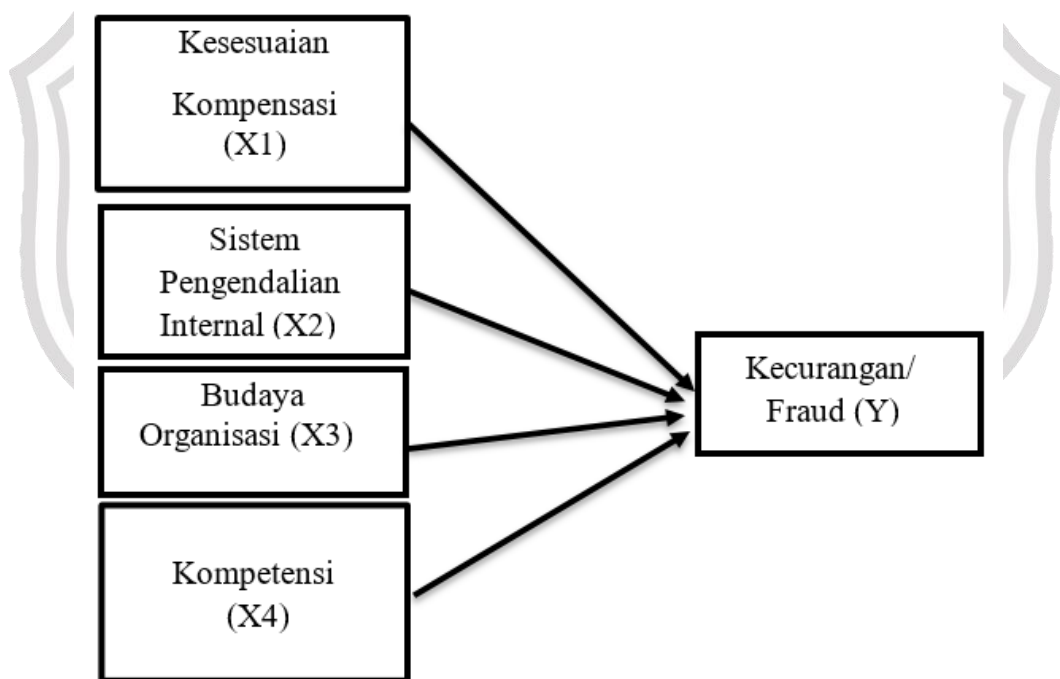 Kesesuaian
Kompensasi
(X1)
Sistem
Pengendalian
Internal (X2)
Budaya
Organisasi (X3)
Kompetensi
(X4)
Kecurangan/
Fraud (Y)